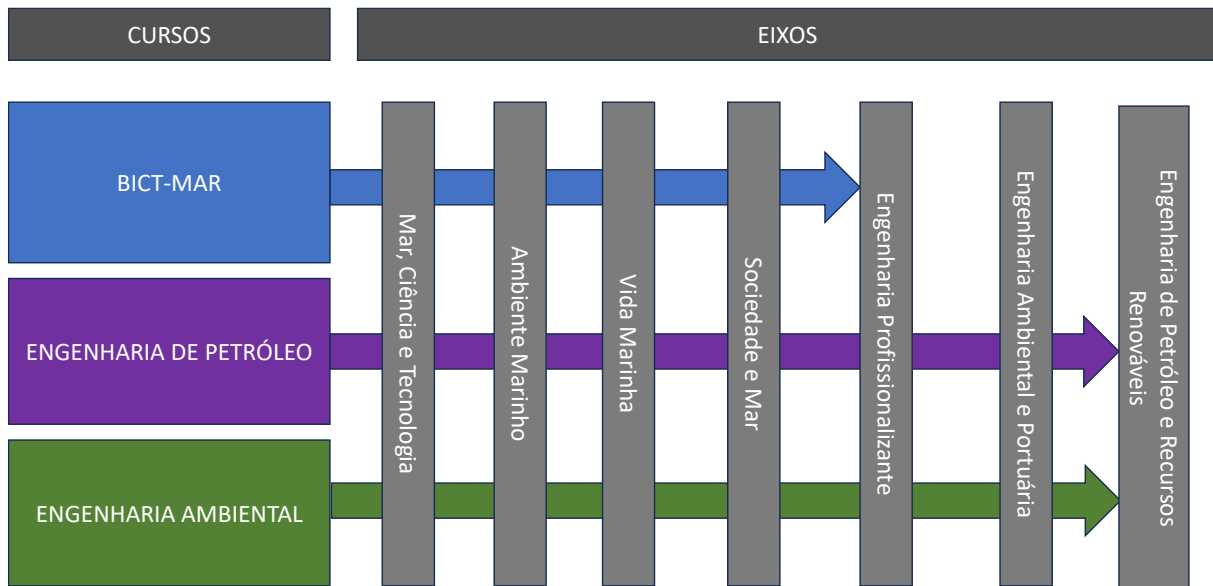 CURSOS
EIXOS
BICT-MAR
ENGENHARIA DE PETRÓLEO
ENGENHARIA AMBIENTAL
Mar, Ciência e Tecnologia
Ambiente Marinho
Vida Marinha
Sociedade e Mar
Engenharia Profissionalizante
Engenharia Ambiental e Portuária
Engenharia de Petróleo e Recursos
Renováveis